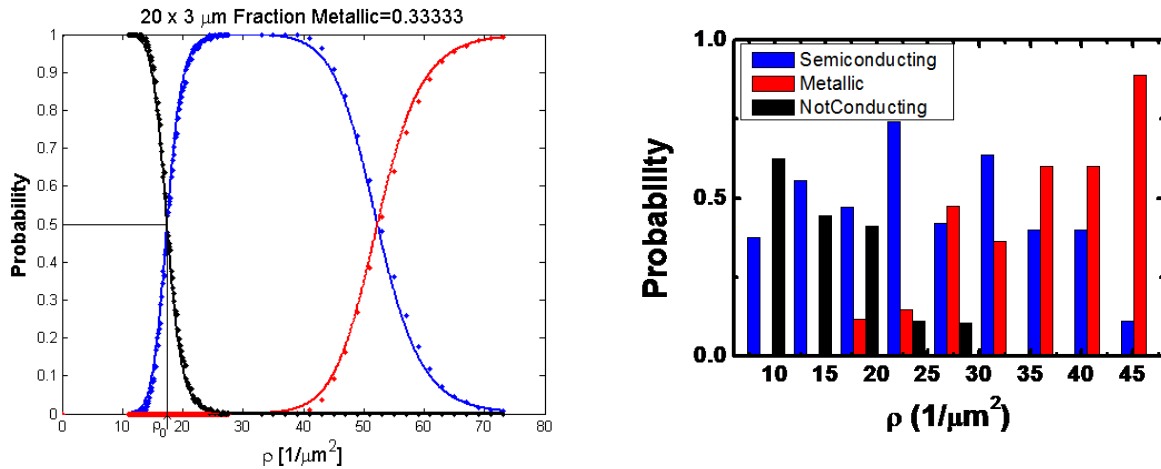 20 x 3 μm Fraction Metallic=0.33333
1
0.9
0.8
0.7
0.6
0.5
0.4
0.3
0.2
0.1
0
Probability
0 10 ρ0 20 30 40 50 60 70 80
ρ [1/μm²]
1.0
0.5
0.0
Probability
Semiconducting
Metallic
NotConducting
10 15 20 25 30 35 40 45
ρ (1/μm²)